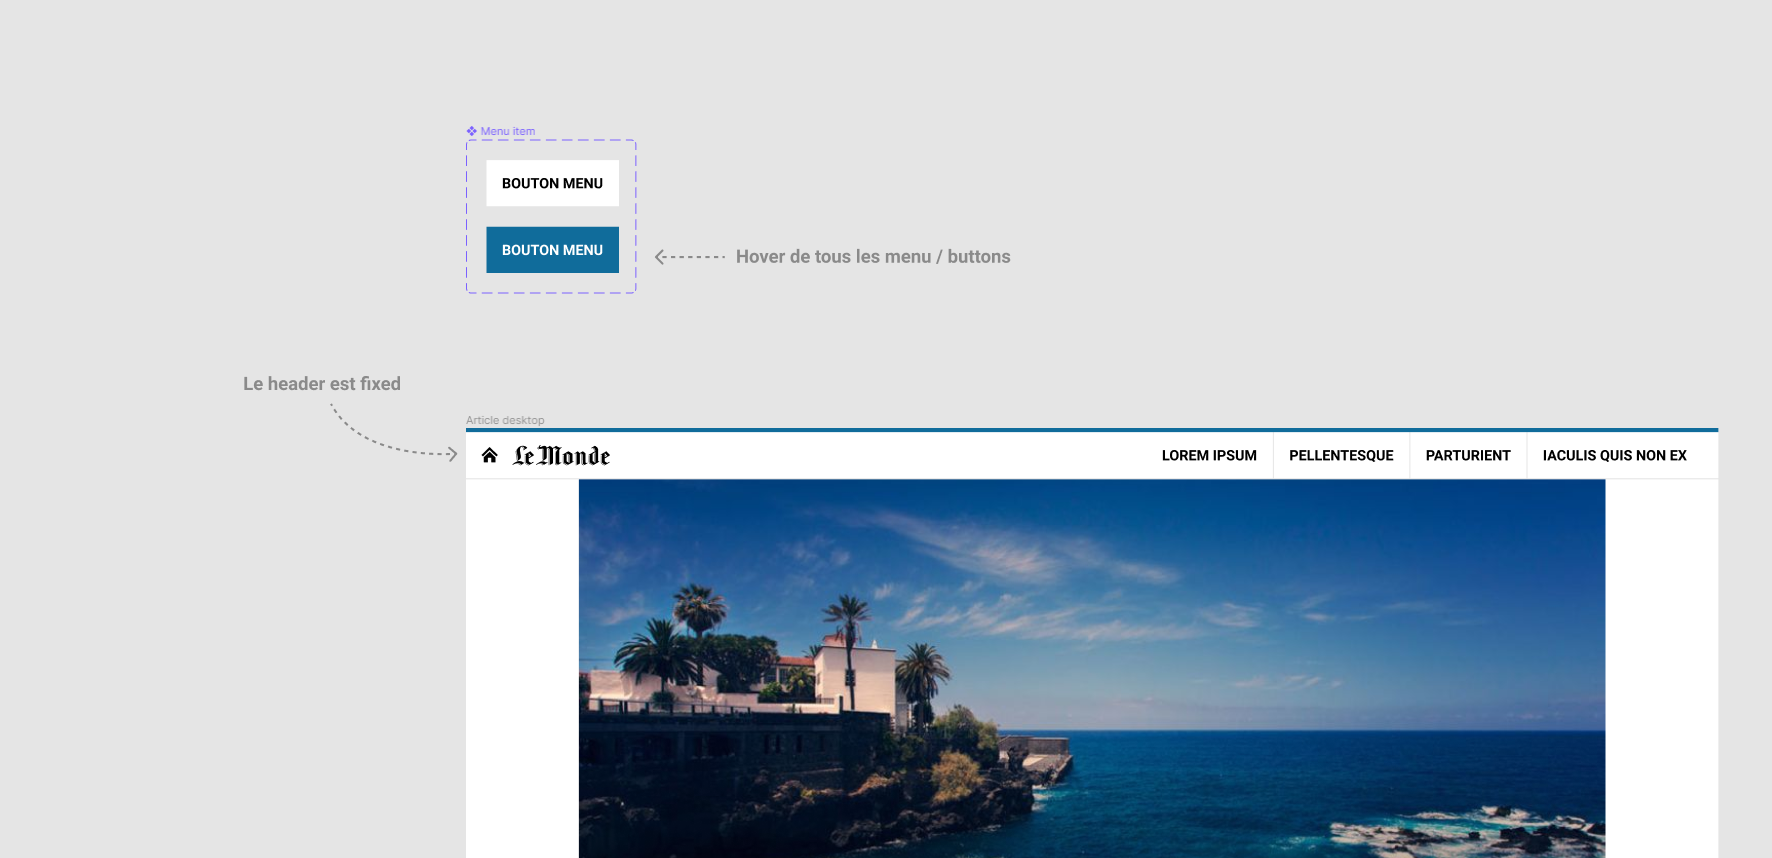 Menu item
BOUTON MENU
BOUTON MENU
Hover de tous les menu / buttons
Le header est fixed
Article desktop
Le Monde
LOREM IPSUM
PELLENTESQUE
PARTURIENT
IACULIS QUIS NON EX